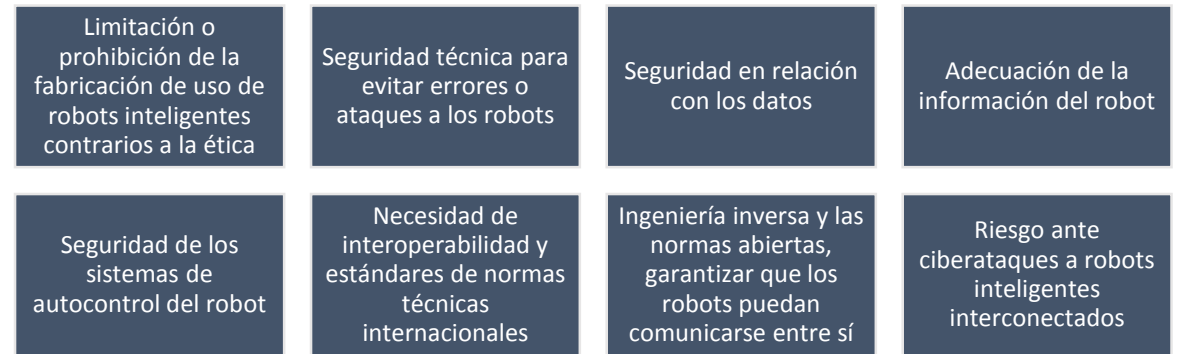 Limitación o
prohibición de la
fabricación de uso de
robots inteligentes
contrarios a la ética
Seguridad técnica para
evitar errores o
ataques a los robots
Seguridad en relación
con los datos
Adecuación de la
información del robot
Seguridad de los
sistemas de
autocontrol del robot
Necesidad de
interoperabilidad y
estándares de normas
técnicas
internacionales
Ingeniería inversa y las
normas abiertas,
garantizar que los
robots puedan
comunicarse entre sí
Riesgo ante
ciberataques a robots
inteligentes
interconectados